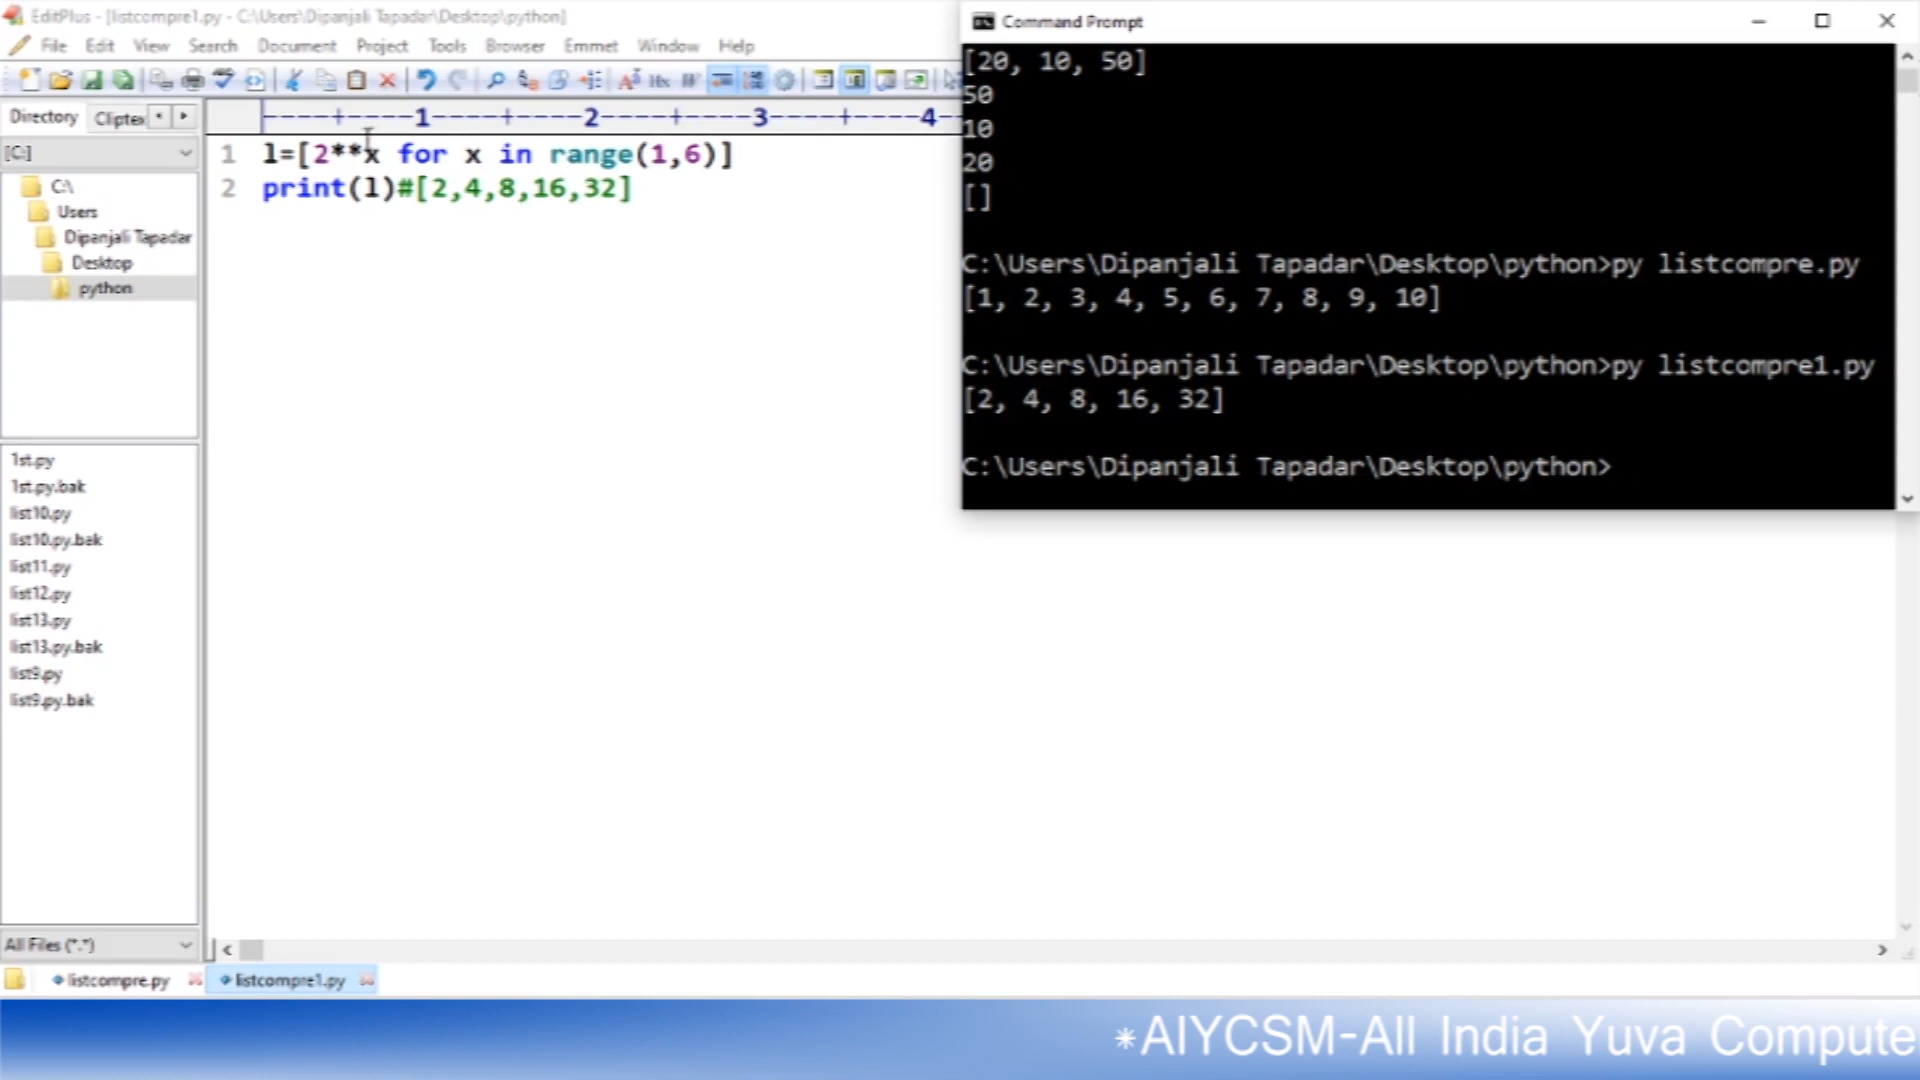 EditPlus - [listcompre1.py - C:\Users\Dipanjali Tapadar\Desktop\python]
File Edit View Search Document Project Tools Browser Emmet Window Help
Directory Cliptex
[C:]
C:\
Users
Dipanjali Tapadar
Desktop
python
1st.py
1st.py.bak
list10.py
list10.py.bak
list11.py
list12.py
list13.py
list13.py.bak
list9.py
list9.py.bak
All Files (*.*)
----+----1----+----2----+----3----+----4--
1 l=[2**x for x in range(1,6)]
2 print(l)#[2,4,8,16,32]
listcompre.py listcompre1.py
Command Prompt
[20, 10, 50]
50
10
20
[]
C:\Users\Dipanjali Tapadar\Desktop\python>py listcompre.py
[1, 2, 3, 4, 5, 6, 7, 8, 9, 10]
C:\Users\Dipanjali Tapadar\Desktop\python>py listcompre1.py
[2, 4, 8, 16, 32]
C:\Users\Dipanjali Tapadar\Desktop\python>
*AIYCSM-All India Yuva Compute